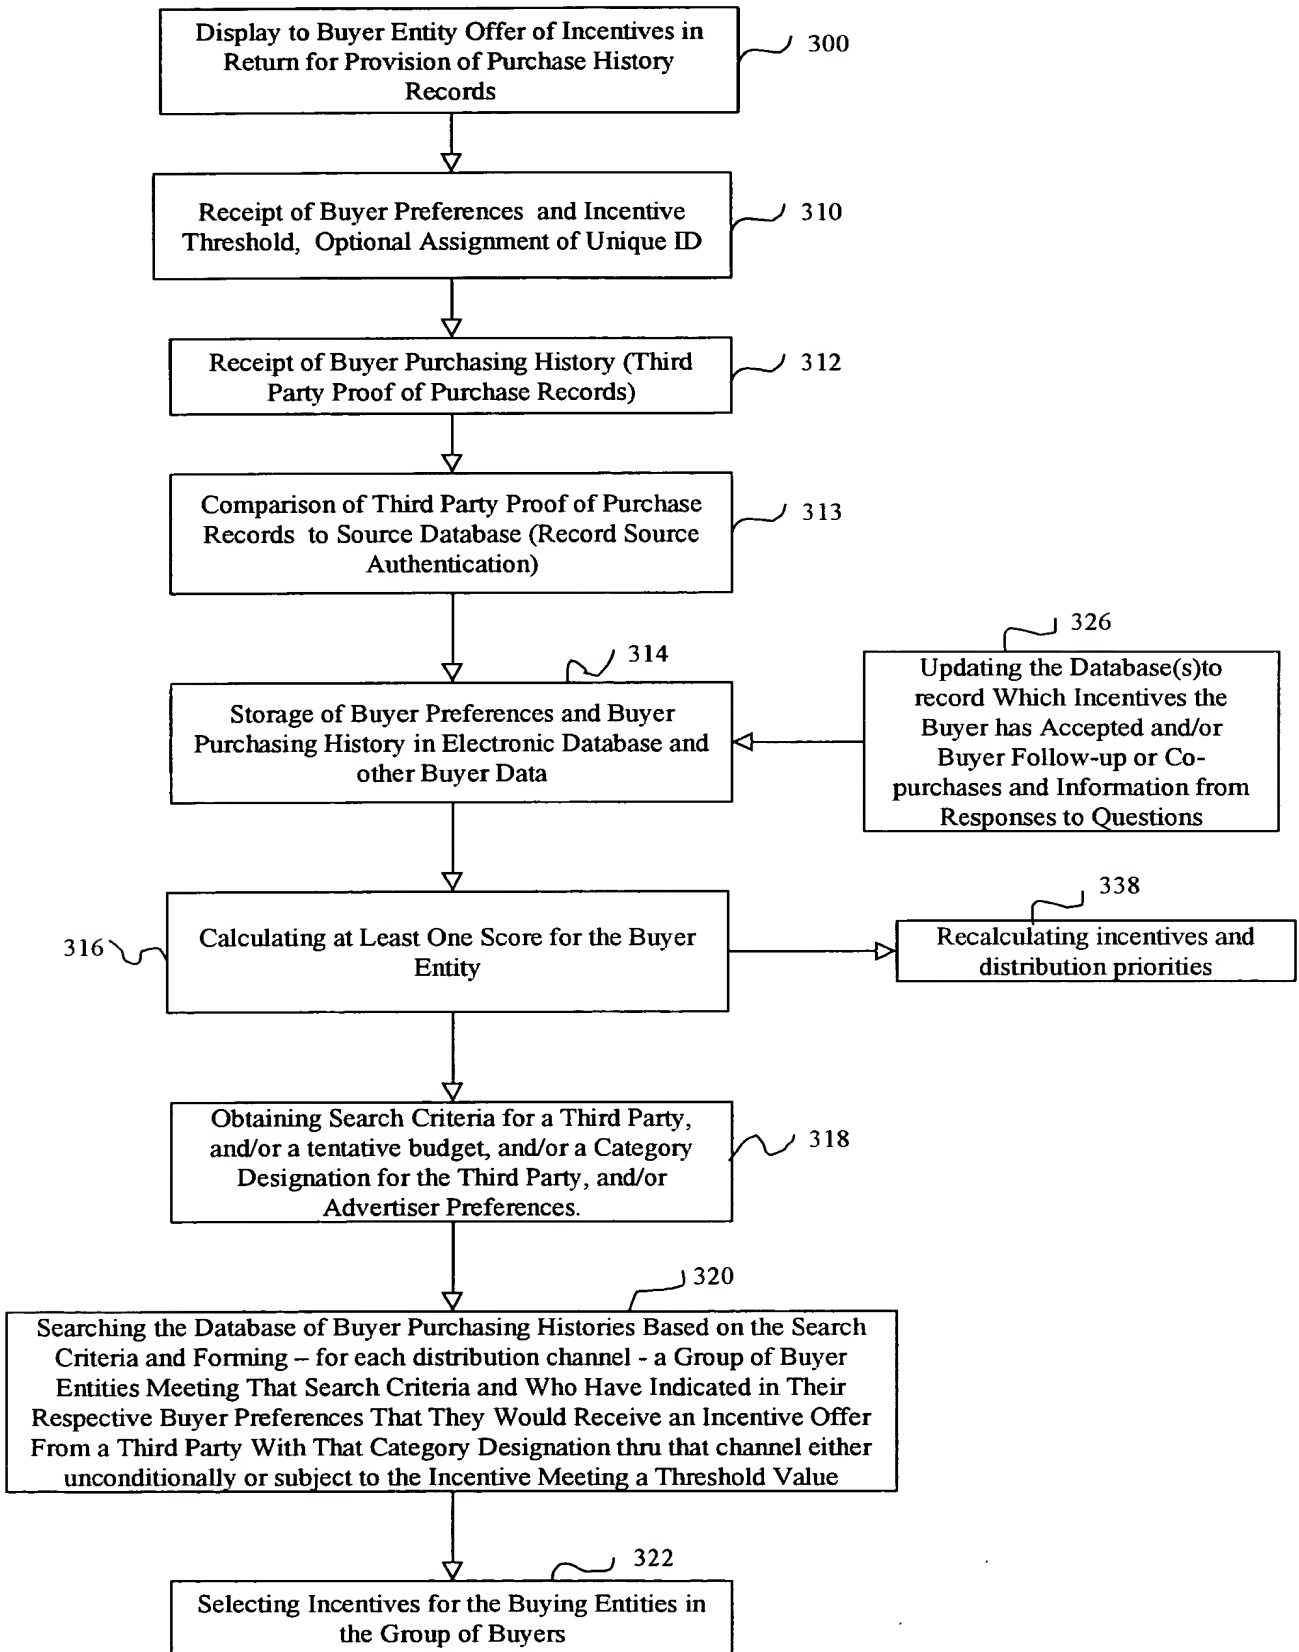 Display to Buyer Entity Offer of Incentives in
Return for Provision of Purchase History
Records
300
Receipt of Buyer Preferences and Incentive
Threshold, Optional Assignment of Unique ID
310
Receipt of Buyer Purchasing History (Third
Party Proof of Purchase Records)
312
Comparison of Third Party Proof of Purchase
Records to Source Database (Record Source
Authentication)
313
314
Storage of Buyer Preferences and Buyer
Purchasing History in Electronic Database and
other Buyer Data
326
Updating the Database(s)to
record Which Incentives the
Buyer has Accepted and/or
Buyer Follow-up or Co-
purchases and Information from
Responses to Questions
316
Calculating at Least One Score for the Buyer
Entity
338
Recalculating incentives and
distribution priorities
Obtaining Search Criteria for a Third Party,
and/or a tentative budget, and/or a Category
Designation for the Third Party, and/or
Advertiser Preferences.
318
320
Searching the Database of Buyer Purchasing Histories Based on the Search
Criteria and Forming – for each distribution channel - a Group of Buyer
Entities Meeting That Search Criteria and Who Have Indicated in Their
Respective Buyer Preferences That They Would Receive an Incentive Offer
From a Third Party With That Category Designation thru that channel either
unconditionally or subject to the Incentive Meeting a Threshold Value
322
Selecting Incentives for the Buying Entities in
the Group of Buyers